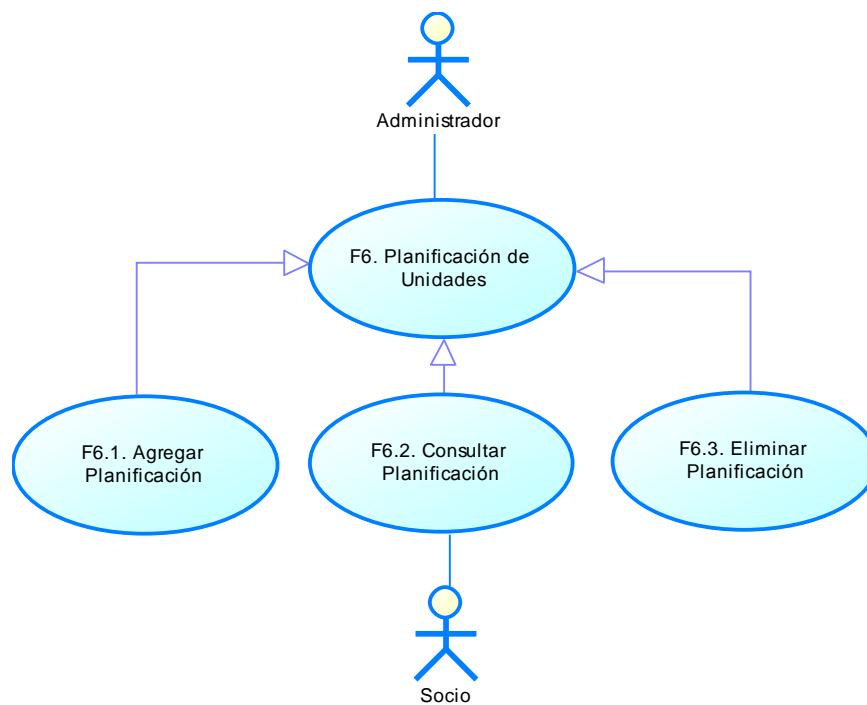 Administrador
F6. Planificación de
Unidades
F6.1. Agregar
Planificación
F6.2. Consultar
Planificación
F6.3. Eliminar
Planificación
Socio